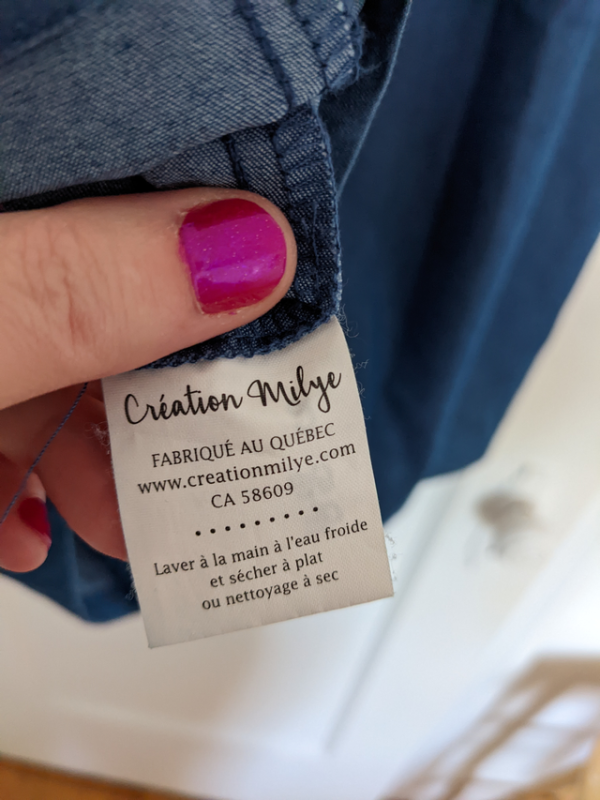 Création Milye
FABRIQUÉ AU QUÉBEC
www.creationmilye.com
CA 58609
Laver à la main à l'eau froide
et sécher à plat
ou nettoyage à sec